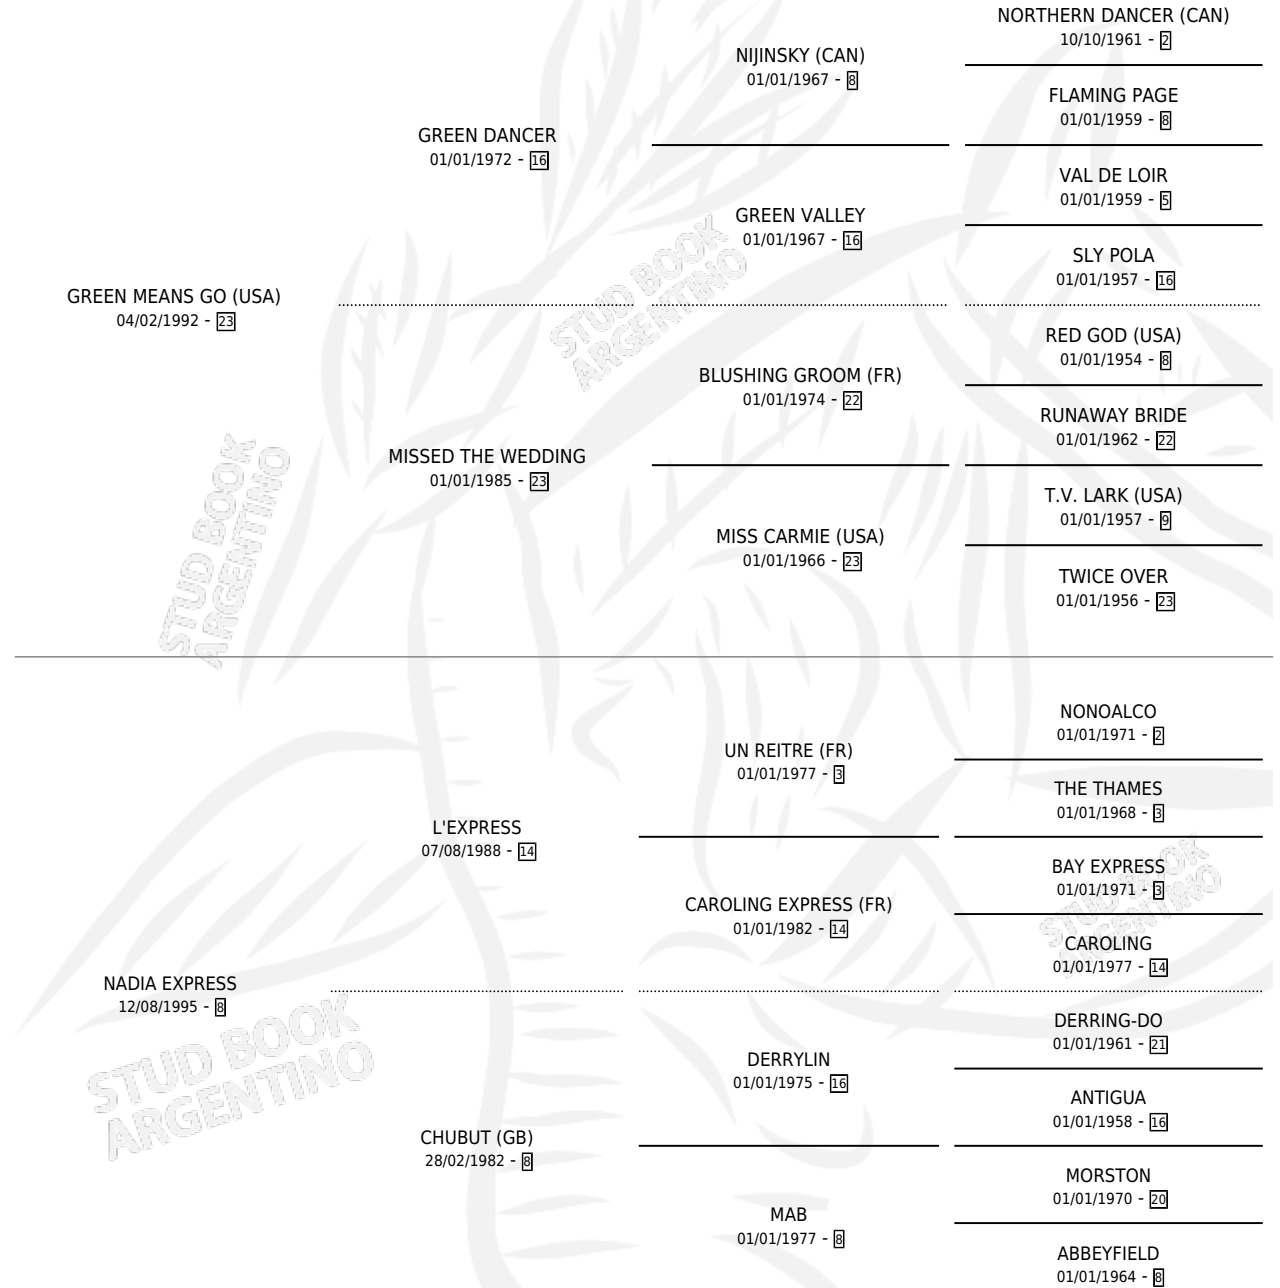 NORTHERN DANCER (CAN)
10/10/1961 - 2
NIJINSKY (CAN)
01/01/1967 - 8
FLAMING PAGE
01/01/1959 - 8
GREEN DANCER
01/01/1972 - 16
VAL DE LOIR
01/01/1959 - 5
GREEN VALLEY
01/01/1967 - 16
SLY POLA
01/01/1957 - 16
GREEN MEANS GO (USA)
04/02/1992 - 23
RED GOD (USA)
01/01/1954 - 8
BLUSHING GROOM (FR)
01/01/1974 - 22
RUNAWAY BRIDE
01/01/1962 - 22
MISSED THE WEDDING
01/01/1985 - 23
T.V. LARK (USA)
01/01/1957 - 9
MISS CARMIE (USA)
01/01/1966 - 23
TWICE OVER
01/01/1956 - 23
NONOALCO
01/01/1971 - 2
UN REITRE (FR)
01/01/1977 - 3
THE THAMES
01/01/1968 - 3
L'EXPRESS
07/08/1988 - 14
BAY EXPRESS
01/01/1971 - 3
CAROLING EXPRESS (FR)
01/01/1982 - 14
CAROLING
01/01/1977 - 14
NADIA EXPRESS
12/08/1995 - 8
DERRING-DO
01/01/1961 - 21
DERRYLIN
01/01/1975 - 16
ANTIGUA
01/01/1958 - 16
CHUBUT (GB)
28/02/1982 - 8
MORSTON
01/01/1970 - 20
MAB
01/01/1977 - 8
ABBEYFIELD
01/01/1964 - 8
STUD BOOK
ARGENTINO
STUD BOOK
ARGENTINO
STUD BOOK
ARGENTINO
STUD BOOK
ARGENTINO